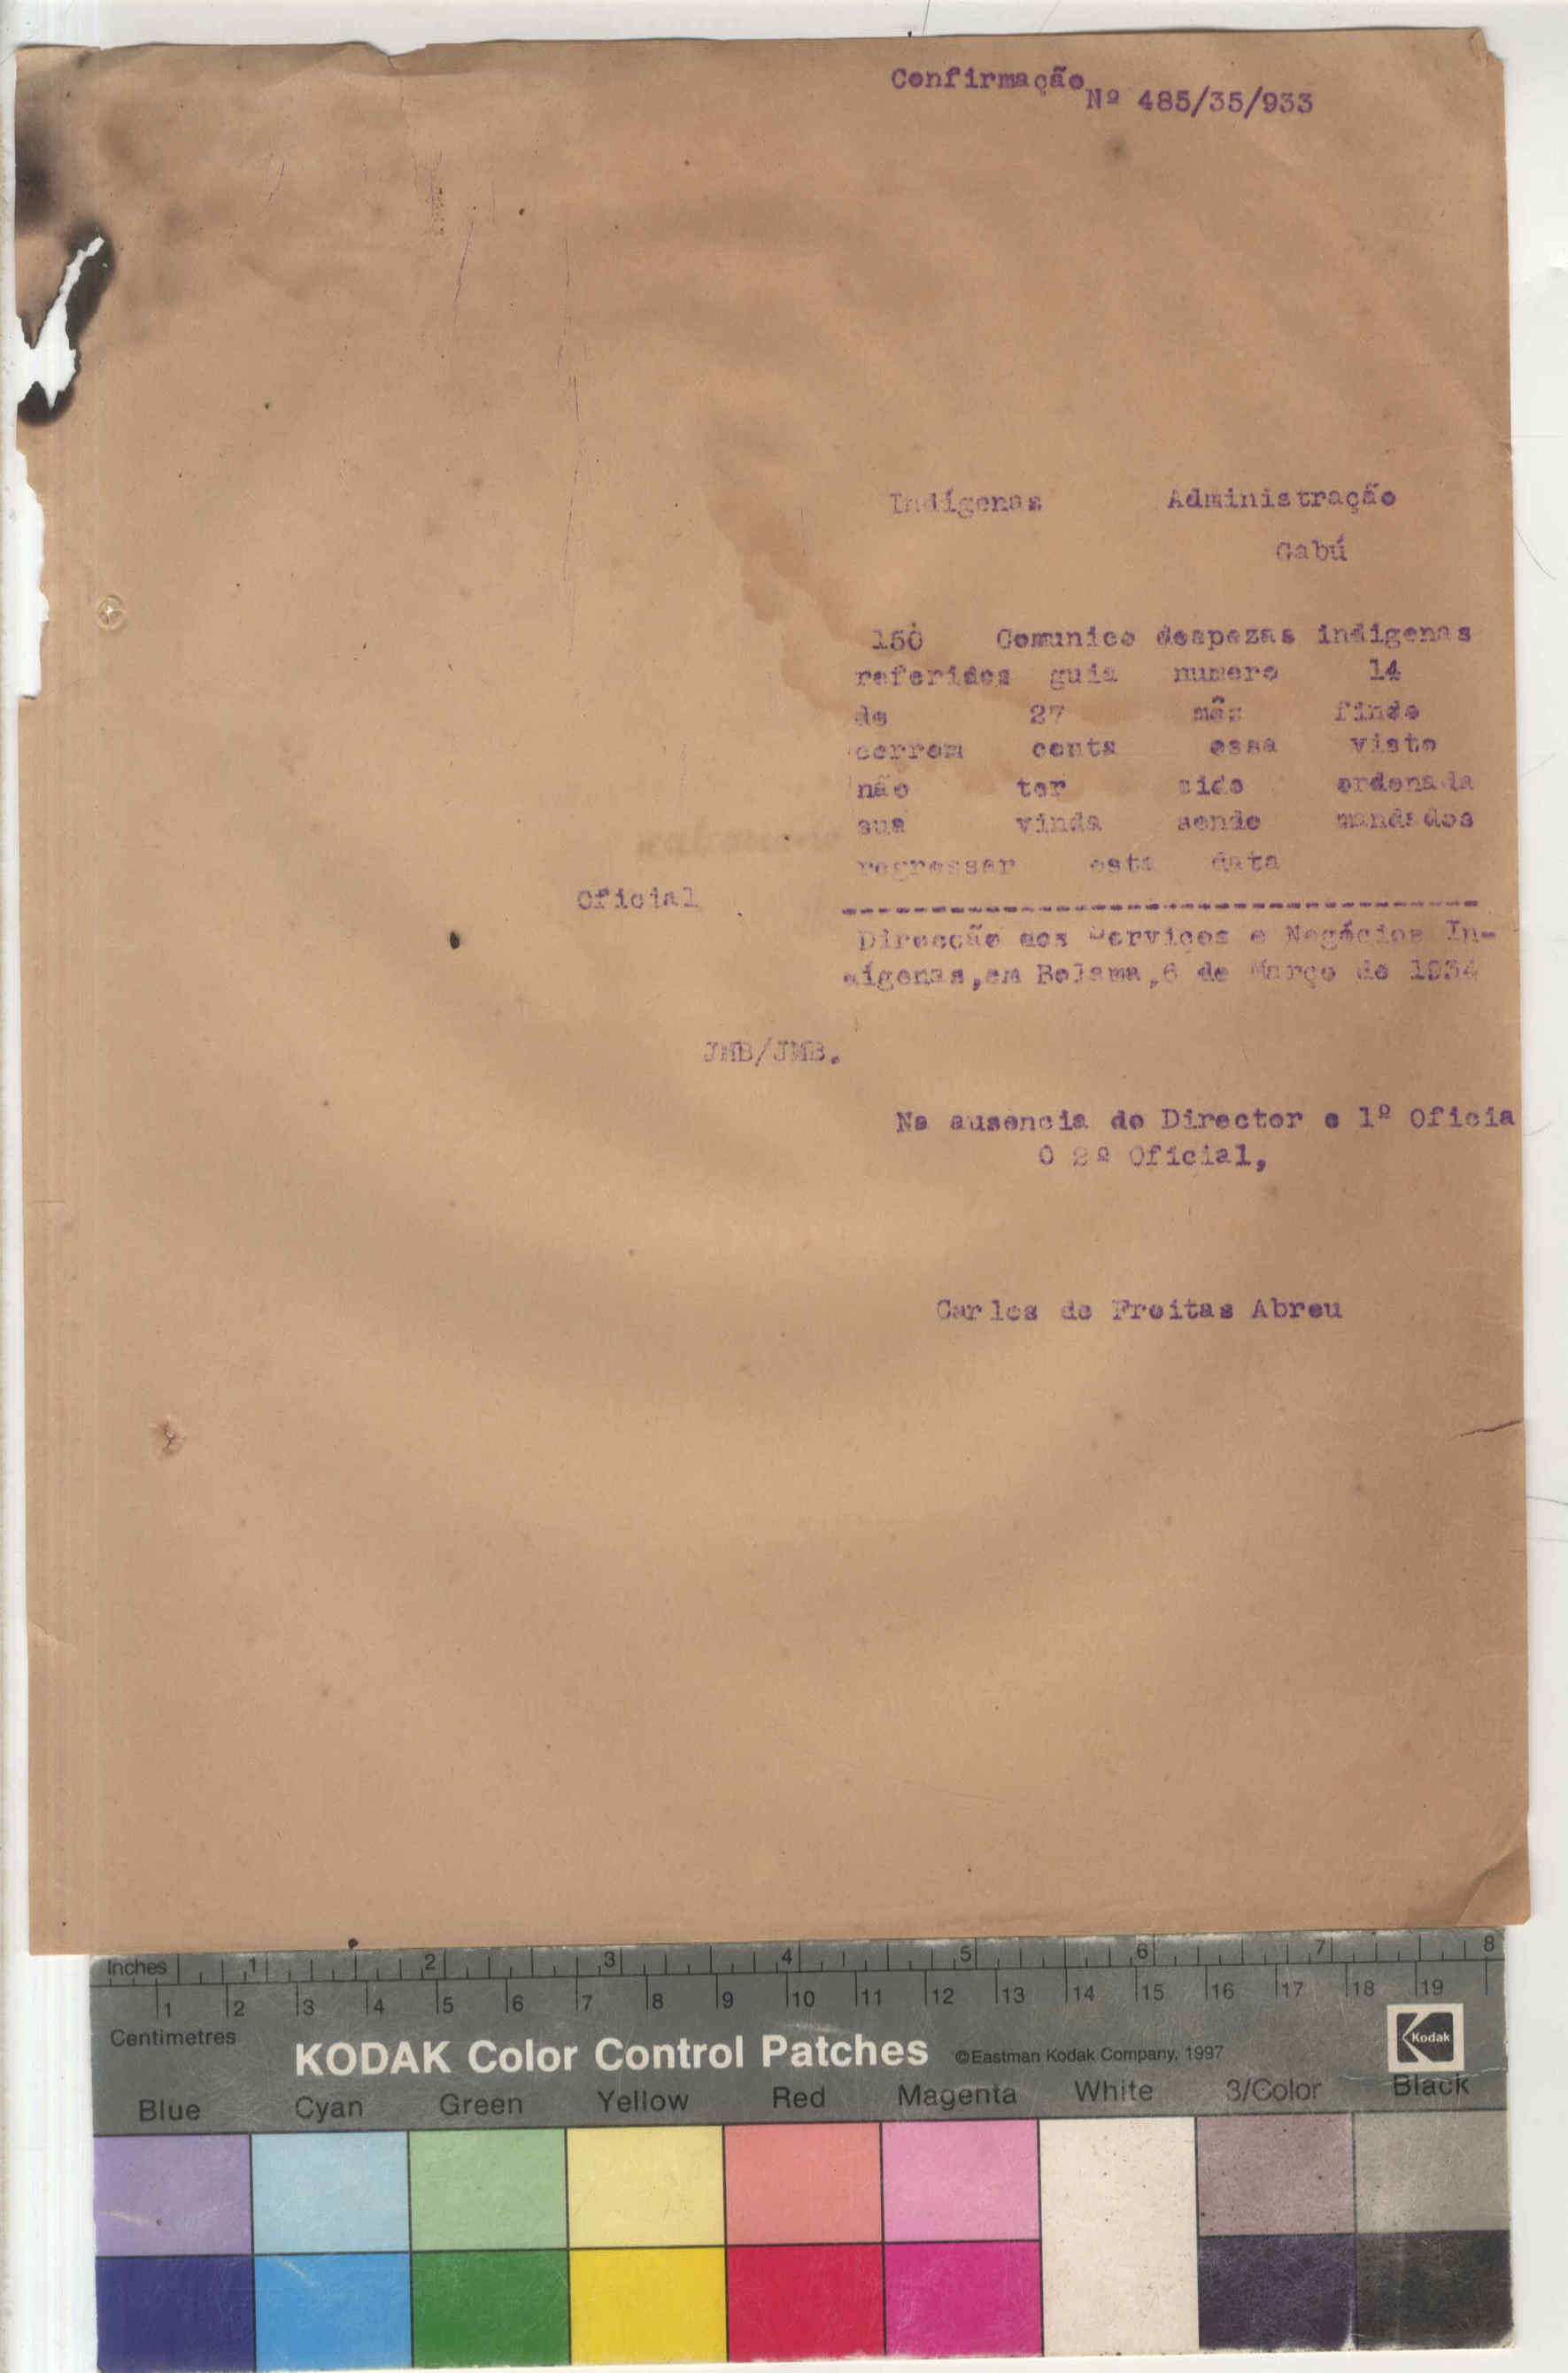 Confirmação
Nº 485/35/933
Indígenas Administração
Gabú
150 Comunico despezas indigenas
referidos guia numero 14
de 27 mês findo
correm conta essa visto
não ter sido ordenada
sua vinda sendo mandados
regressar esta data
Oficial
----------------------------------------
Direcção dos Serviços e Negócios In-
dígenas,em Bolama,6 de Março de 1934
JMB/JMB.
Na ausencia do Director e 1º Oficia
O 2º Oficial,
Carlos de Freitas Abreu
Inches 1 2 3 4 5 6 7 8
1 2 3 4 5 6 7 8 9 10 11 12 13 14 15 16 17 18 19
Centimetres
KODAK Color Control Patches ©Eastman Kodak Company, 1997 Kodak
Blue Cyan Green Yellow Red Magenta White 3/Color Black